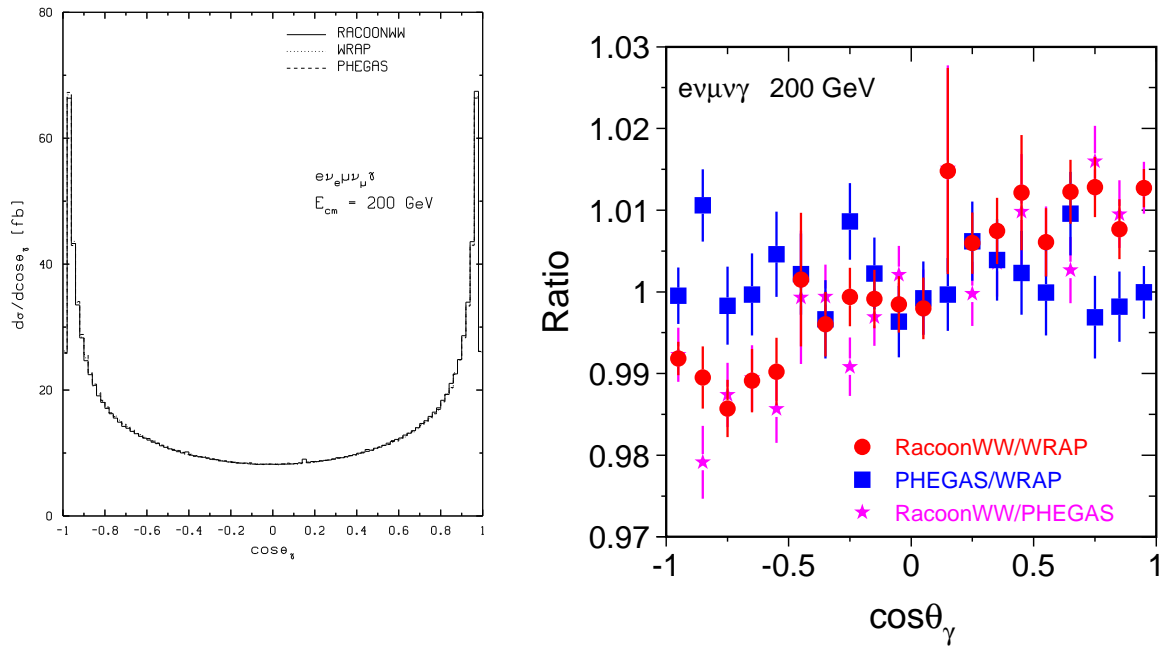 80
60
40
20
0
-1
-0.8
-0.6
-0.4
-0.2
0
0.2
0.4
0.6
0.8
1
dσ/dcosθγ [fb]
cosθγ
RACOONWW
WRAP
PHEGAS
eν_eμν_μγ
E_cm = 200 GeV
1.03
1.02
1.01
1
0.99
0.98
0.97
-1
-0.5
0
0.5
1
Ratio
cosθγ
eνμνγ 200 GeV
RacoonWW/WRAP
PHEGAS/WRAP
RacoonWW/PHEGAS